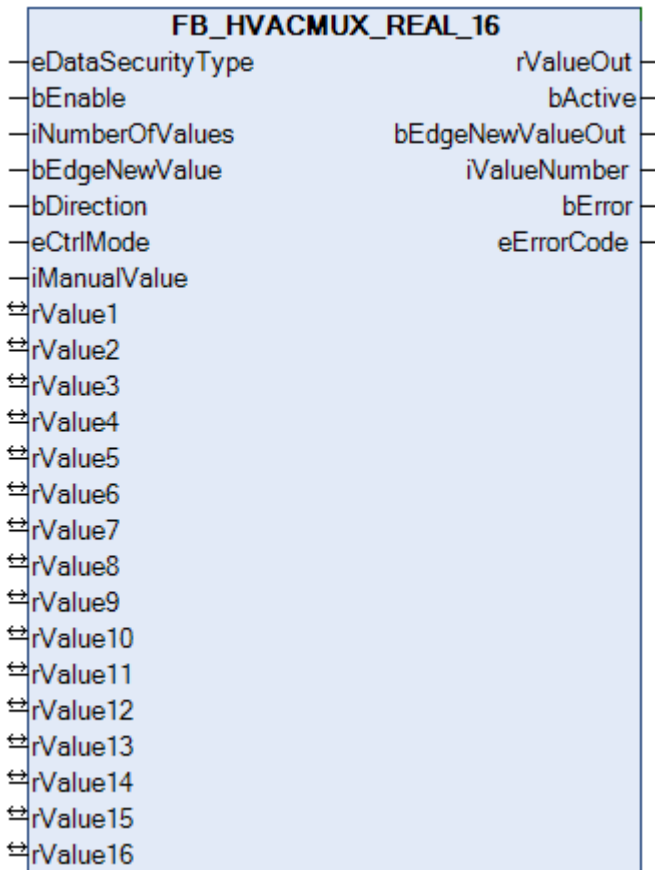 FB_HVACMUX_REAL_16
eDataSecurityType rValueOut
bEnable bActive
iNumberOfValues bEdgeNewValueOut
bEdgeNewValue iValueNumber
bDirection bError
eCtrlMode eErrorCode
iManualValue
rValue1
rValue2
rValue3
rValue4
rValue5
rValue6
rValue7
rValue8
rValue9
rValue10
rValue11
rValue12
rValue13
rValue14
rValue15
rValue16